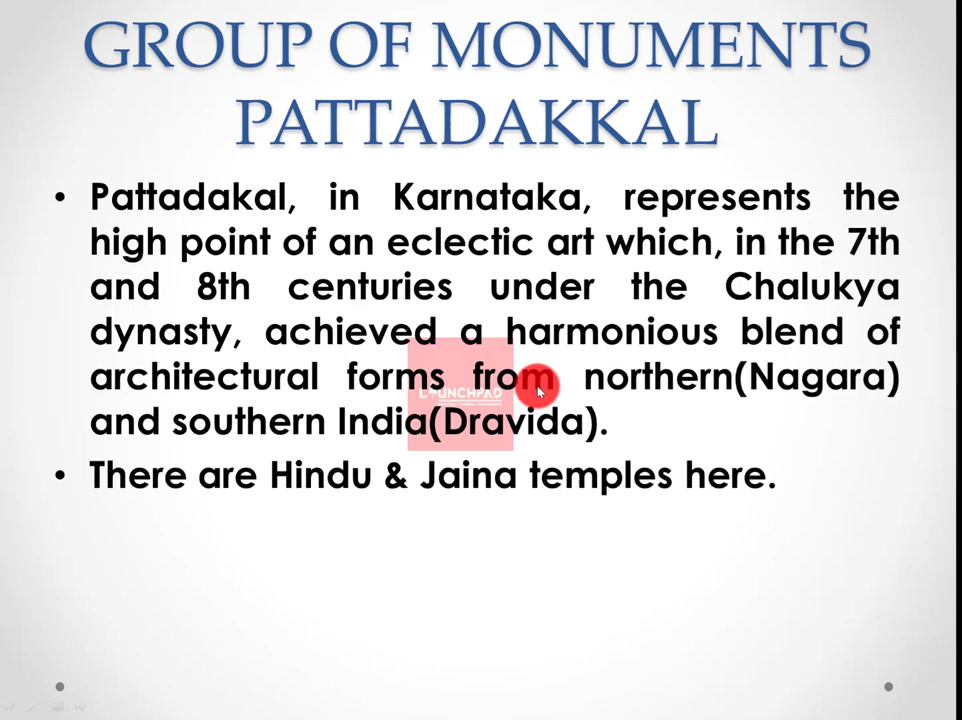 GROUP OF MONUMENTS
PATTADAKKAL
• Pattadakal, in Karnataka, represents the
high point of an eclectic art which, in the 7th
and 8th centuries under the Chalukya
dynasty, achieved a harmonious blend of
architectural forms from northern(Nagara)
and southern India(Dravida).
• There are Hindu & Jaina temples here.